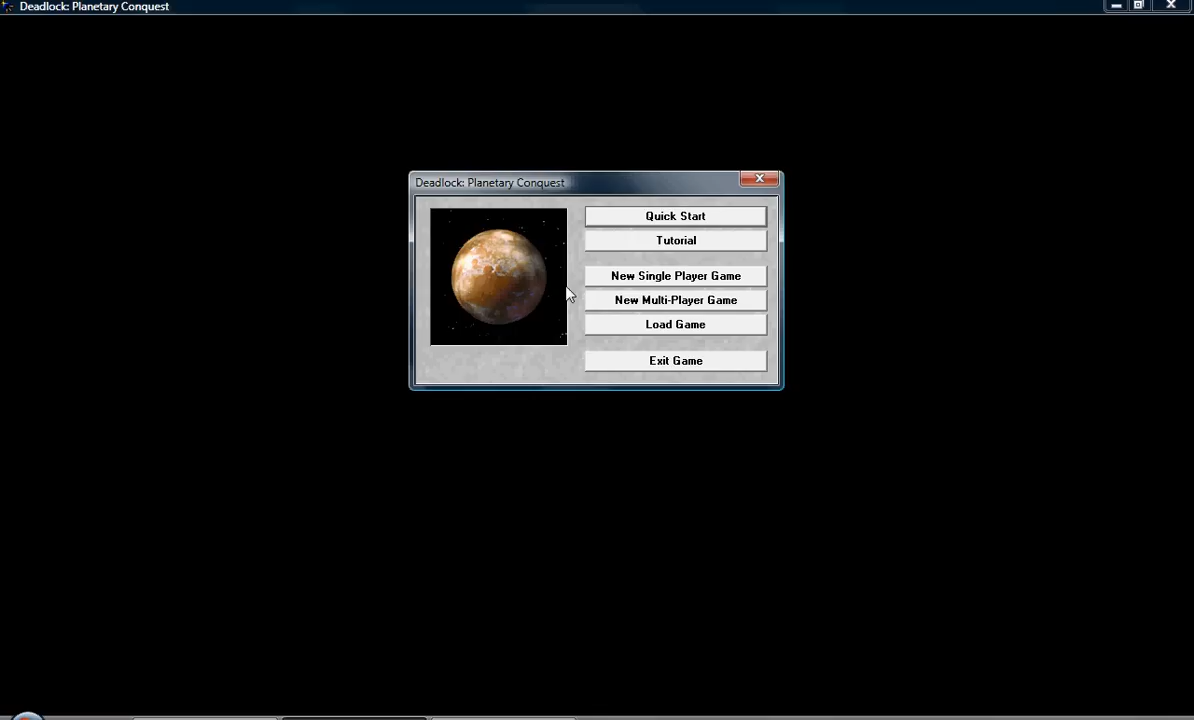 Deadlock: Planetary Conquest
Deadlock: Planetary Conquest
Quick Start
Tutorial
New Single Player Game
New Multi-Player Game
Load Game
Exit Game